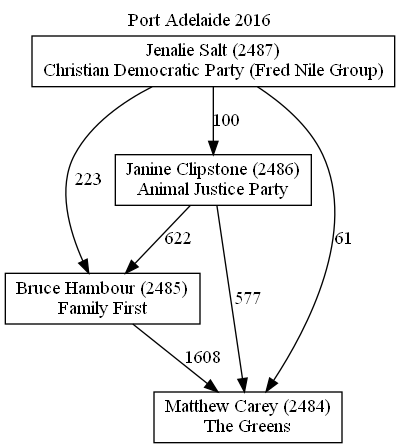 Port Adelaide 2016
Jenalie Salt (2487)
Christian Democratic Party (Fred Nile Group)
100
Janine Clipstone (2486)
Animal Justice Party
223
622
61
577
Bruce Hambour (2485)
Family First
1608
Matthew Carey (2484)
The Greens